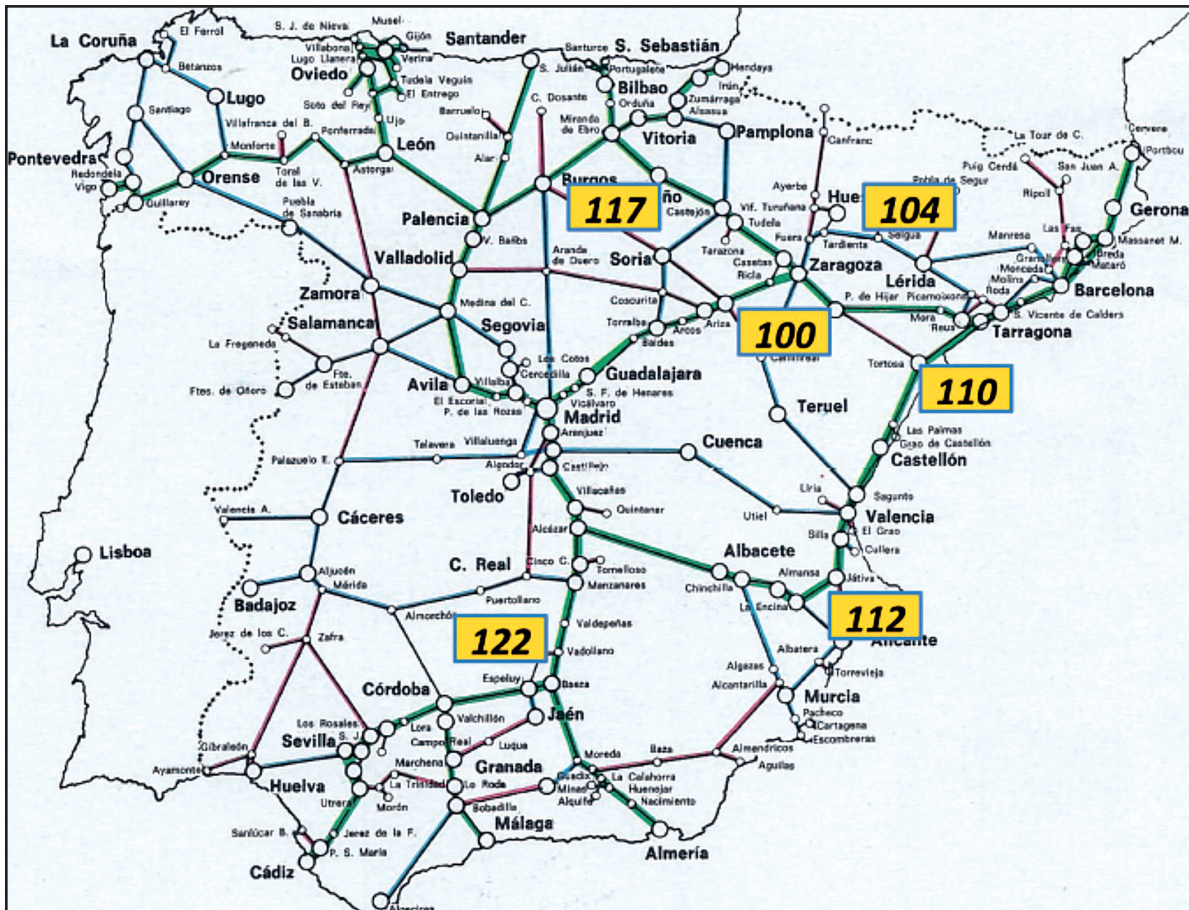 El Ferrol
S. J. de Nieva
Musel
Gijón
La Coruña
Villabona
Lugo Llanera
Verina
Santander
Santurce
S. Sebastián
Betanzos
Oviedo
S. Julián
Portugalete
Hendaya
Tudela Veguin
Bilbao
Irún
Lugo
El Entrego
Zumárraga
Santiago
Soto del Rey
Barruelo
C. Dosante
Orduña
Alsasua
Villafranca del B.
Ujo
Quintanilla
Miranda
de Ebro
Vitoria
Pamplona
Ponferrada
Canfranc
La Tour de C.
Cervere
Pontevedra
Monforte
León
Alar
Puig Cerdá
San Juan A.
Portbou
Redondela
Vigo
Orense
Toral
de las V.
Astorga
Burgos
Ayerbe
Pobla de Segur
Ripoll
Guillarey
Puebla
de Sanabria
Palencia
117
Castejón
Vif. Turuñana
104
Gerona
Tudela
Fuera
Tardienta
Selgua
Manresa
Massanet M.
V. Baños
Aranda
de Duero
Tarazona
Valladolid
Soria
Casetas
Ricla
Zaragoza
Lérida
Mataró
Zamora
Coscurita
P. de Hijar
Picamoixons
Roda
Barcelona
Medina del C.
Torralba
Arcos
Ariza
Mora
Reus
S. Vicente de Calders
Salamanca
Segovia
Baides
100
Tarragona
La Fregeneda
Los Cotos
Fte.
de Esteban
Cercedilla
Tortosa
Villalba
Guadalajara
Ftes. de Oñoro
Avila
El Escorial
S. F. de Henares
110
P. de las Rozas
Vicálvaro
Madrid
Teruel
Las Palmas
Talavera
Villaluenga
Aranjuez
Cuenca
Grao de Castellón
Palazuelo E.
Algodor
Castillejo
Castellón
Toledo
Villacañas
Liria
Sagunto
Valencia A.
Cáceres
Quintanar
Utiel
Valencia
Alcázar
Silla
El Grao
Lisboa
Albacete
Cullera
C. Real
Cinco C.
Tomelloso
Almansa
Játiva
Aljucén
Manzanares
Chinchilla
Badajoz
Mérida
Puertollano
La Encina
Almorchón
Valdepeñas
112
Jerez de los C.
Zafra
122
Alicante
Vadollano
Albatera
Torrevieja
Algezas
Espeluy
Baeza
Alcantarilla
Córdoba
Murcia
Los Rosales
Lora
Valchillón
Jaén
Pacheco
Cartagena
Sevilla
S. J.
Campo Real
Luque
Escombreras
Gibraleón
Marchena
Moreda
Baza
Almendricos
Ayamonte
Granada
Guadix
La Calahorra
Aguilas
Huelva
La Trinidad
La Roda
Minas
Huenejar
Utrera
Morón
Bobadilla
Alquife
Nacimiento
Sanlúcar B.
Jerez de la F.
Málaga
Almería
P. S. María
Cádiz